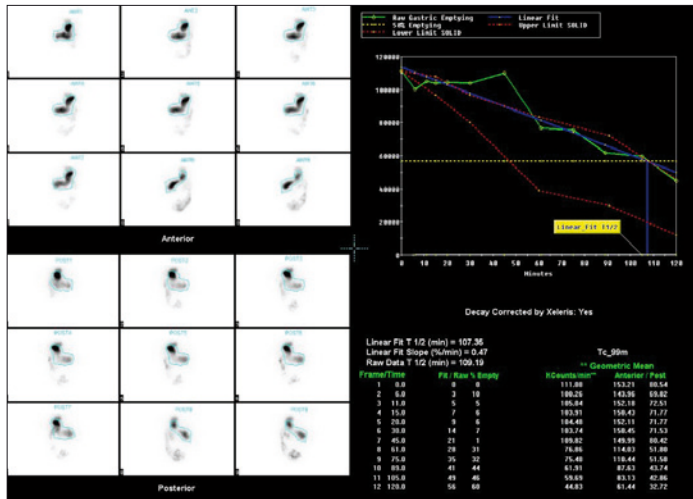 Raw Gastric Emptying
Linear Fit
50% Emptying
Upper Limit SOLID
Lower Limit SOLID
120000
100000
80000
60000
40000
20000
0
Linear Fit T1/2
0 10 20 30 40 50 60 70 80 90 100 110 120
Minutes
Anterior
Decay Corrected by Xeleris: Yes
Linear Fit T 1/2 (min) = 107.35
Linear Fit Slope (%/min) = 0.47
Raw Data T 1/2 (min) = 109.19
Tc_99m
** Geometric Mean
Frame/Time Fit / Raw % Empty KCounts/min** Anterior / Post
1 0.0 0 0 111.08 153.21 80.54
2 6.0 3 10 100.26 143.96 69.82
3 11.0 5 5 105.04 152.18 72.51
4 15.0 7 6 103.91 150.43 71.77
5 20.0 9 6 104.48 152.11 71.77
6 30.0 14 7 103.74 150.45 71.53
7 45.0 21 1 109.82 149.99 80.42
8 61.0 28 31 76.86 114.03 51.80
9 75.0 35 32 75.48 110.44 51.58
10 89.0 41 44 61.91 87.63 43.74
11 105.0 49 46 59.69 83.13 42.86
12 120.0 56 60 44.83 61.44 32.72
Posterior